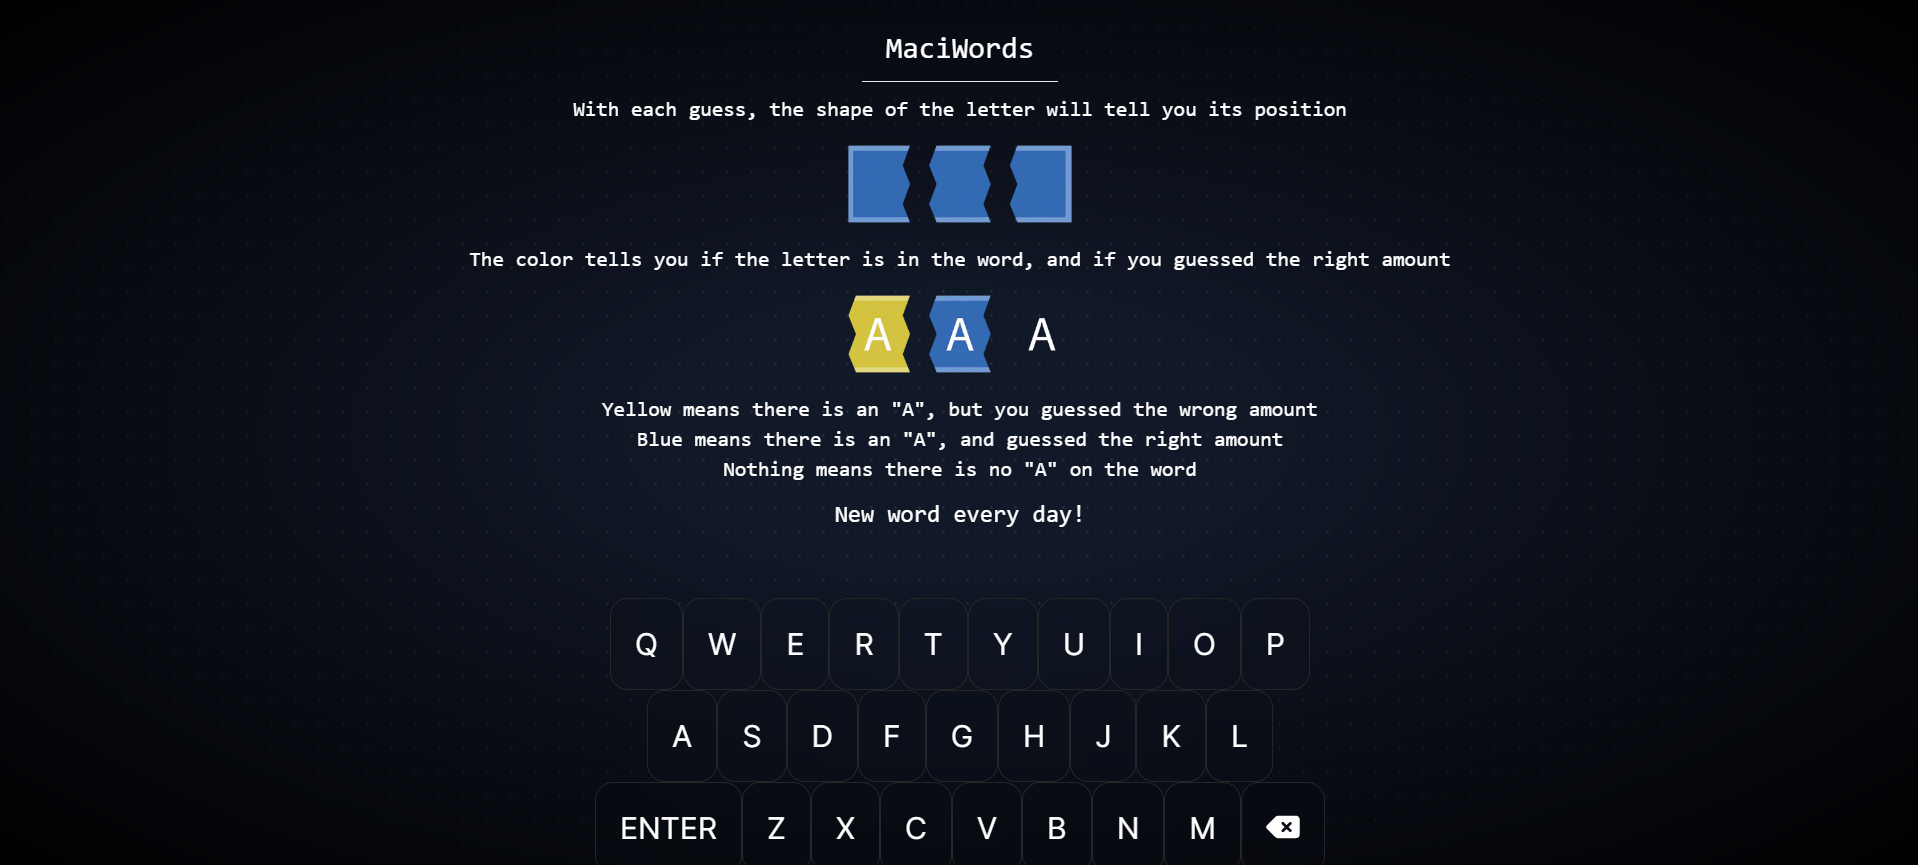 MaciWords
With each guess, the shape of the letter will tell you its position
The color tells you if the letter is in the word, and if you guessed the right amount
A A A
Yellow means there is an "A", but you guessed the wrong amount
Blue means there is an "A", and guessed the right amount
Nothing means there is no "A" on the word
New word every day!
Q W E R T Y U I O P
A S D F G H J K L
ENTER Z X C V B N M